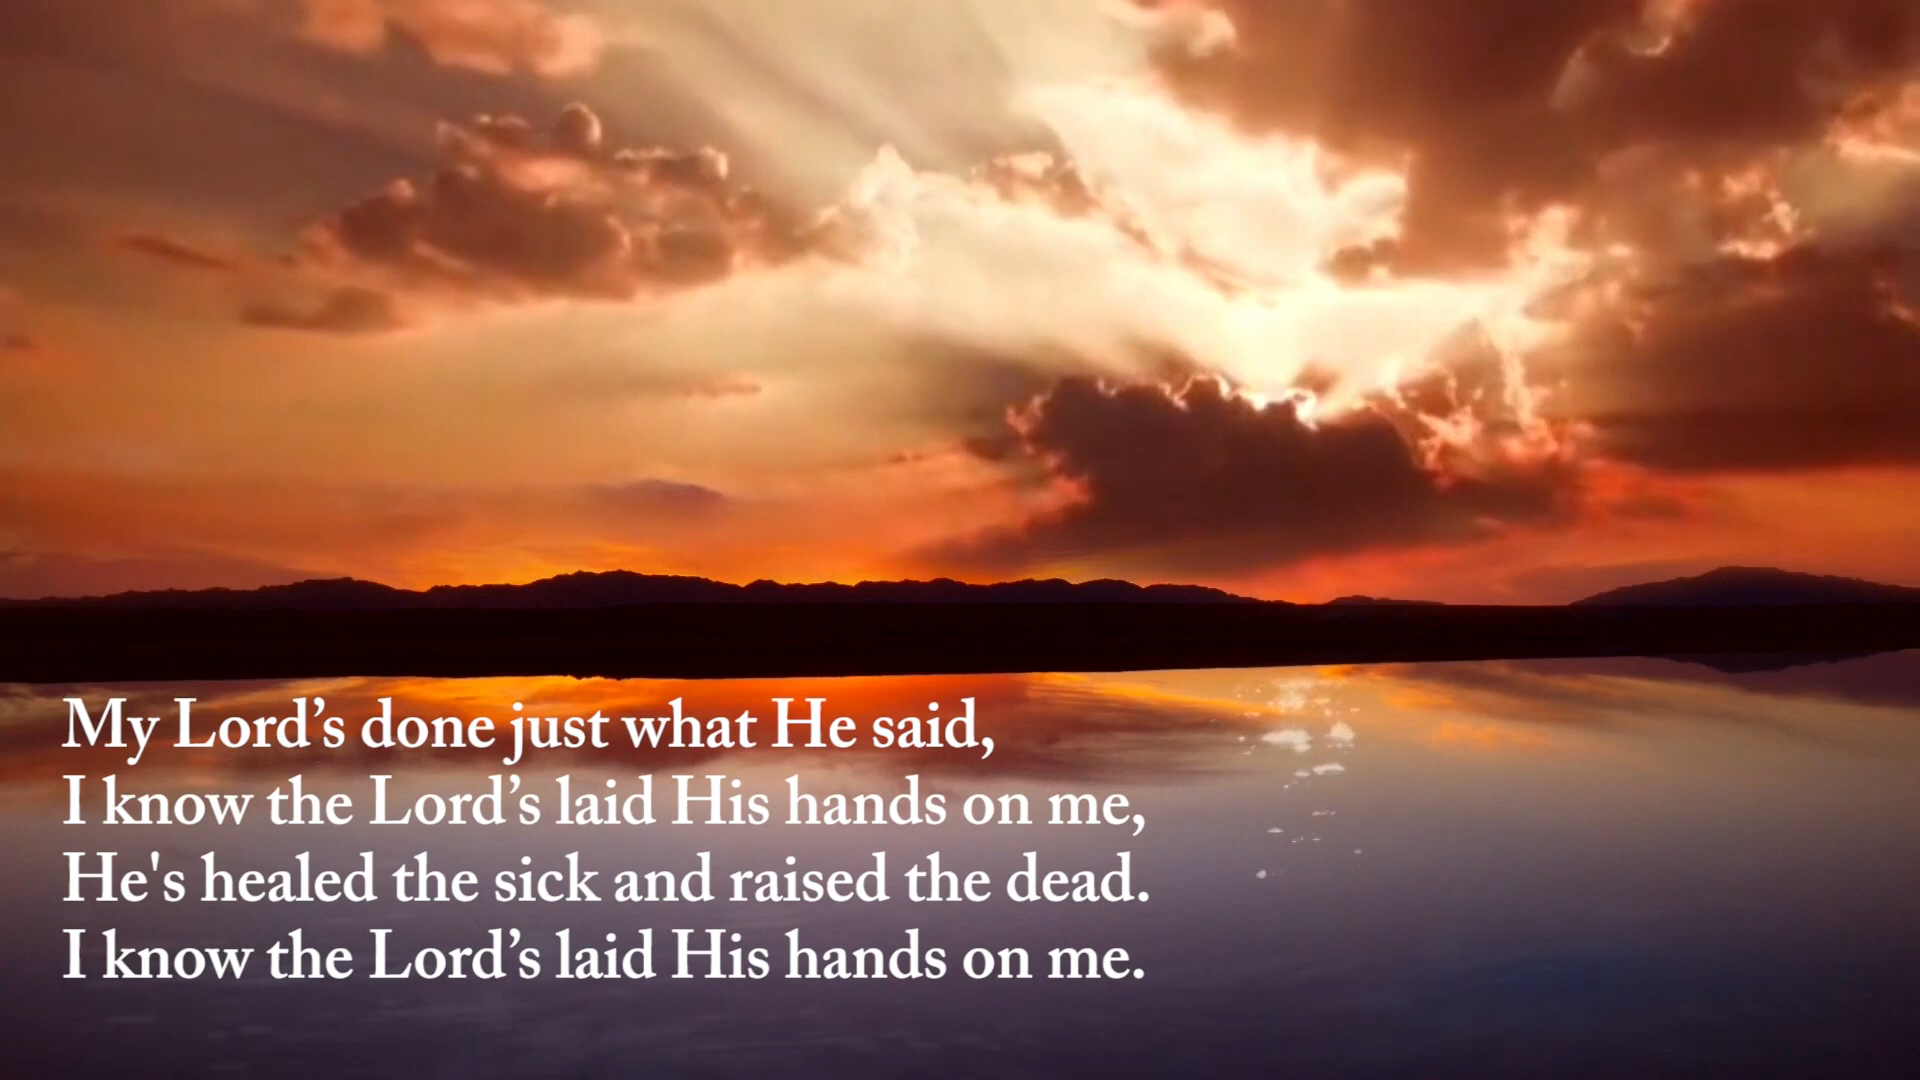 My Lord’s done just what He said,
I know the Lord’s laid His hands on me,
He's healed the sick and raised the dead.
I know the Lord’s laid His hands on me.